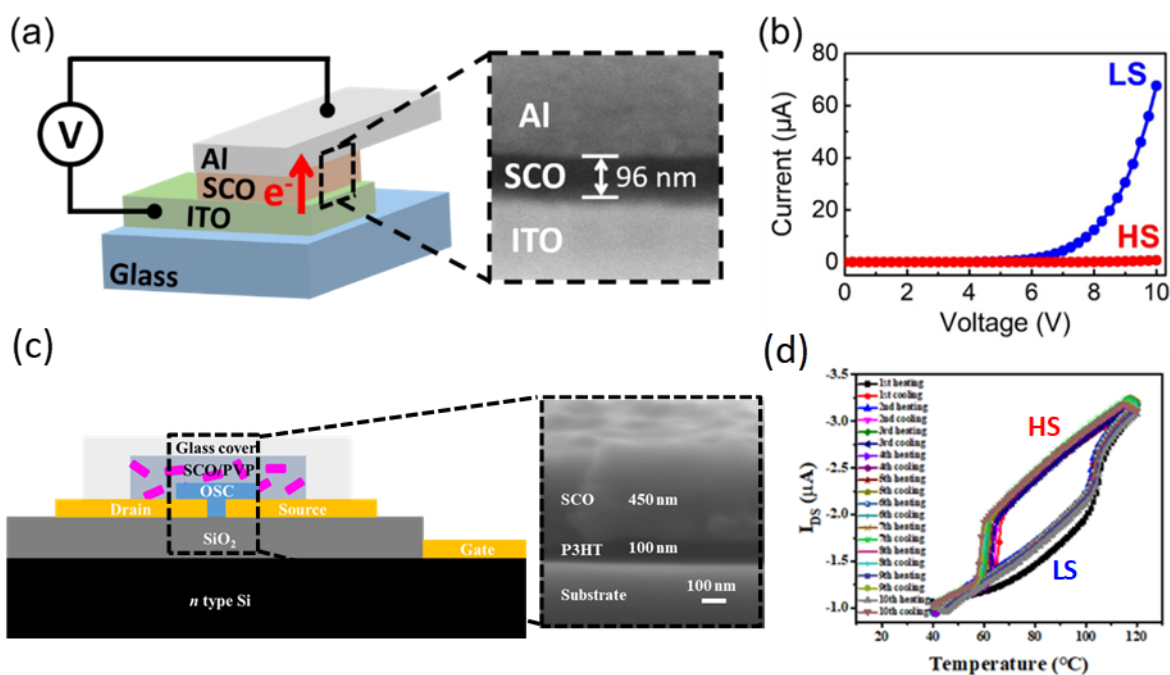 (a)
V
Al
SCO
e-
ITO
Glass
Al
SCO
96 nm
ITO
(b)
Current (µA)
80
60
40
20
0
LS
HS
0 2 4 6 8 10
Voltage (V)
(c)
Glass cover
SCO/PVP
OSC
Drain
Source
SiO2
Gate
n type Si
SCO 450 nm
P3HT 100 nm
Substrate
100 nm
(d)
IDS (µA)
-3.5
-3.0
-2.5
-2.0
-1.5
-1.0
1st heating
1st cooling
2nd heating
2nd cooling
3rd heating
3rd cooling
4th heating
4th cooling
5th heating
5th cooling
6th heating
6th cooling
7th heating
7th cooling
8th heating
8th cooling
9th heating
9th cooling
10th heating
10th cooling
HS
LS
20 40 60 80 100 120
Temperature (°C)